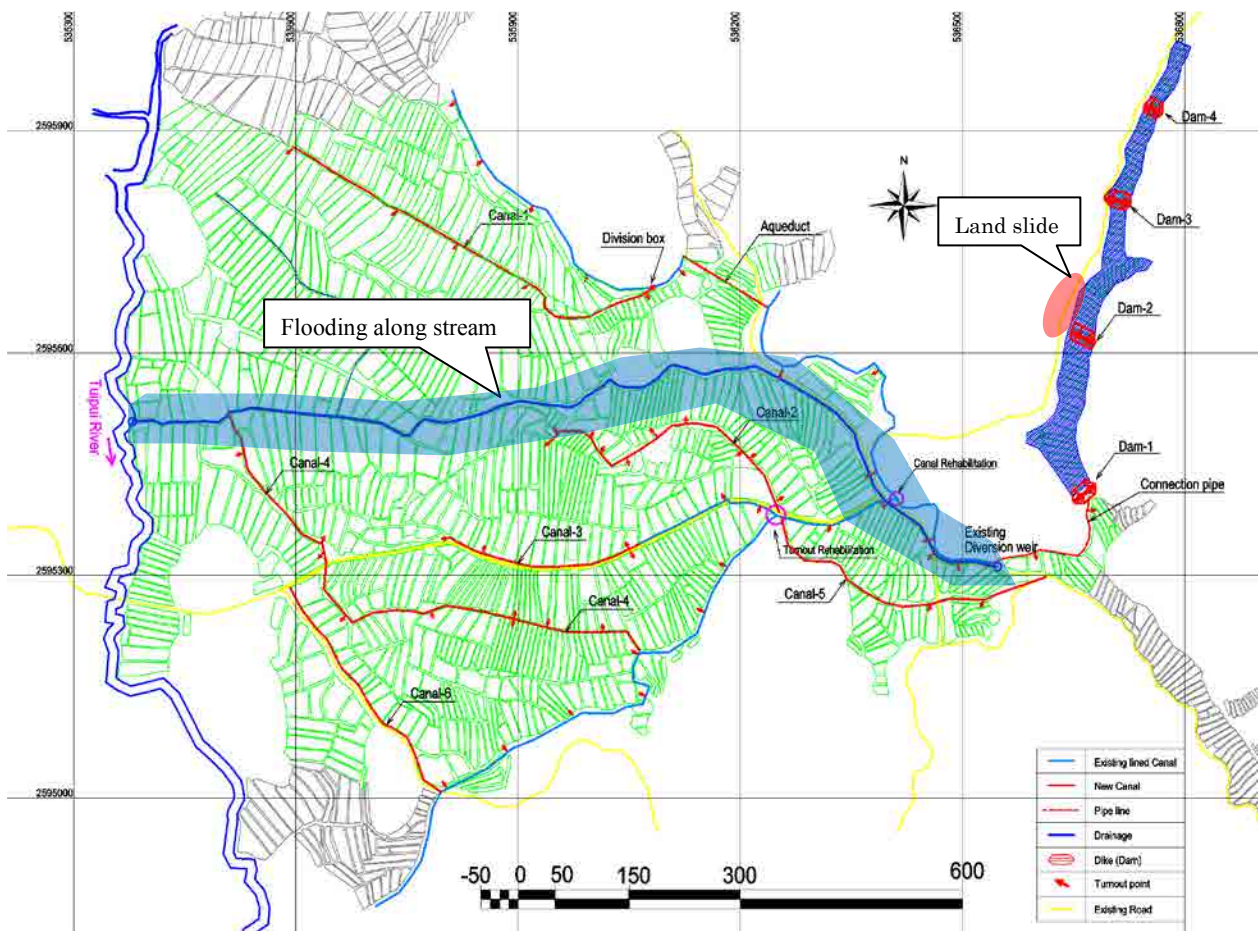 535300
535900
536200
536500
536800
2595900
2595600
2595300
2595000
N
Dam-4
Dam-3
Land slide
Canal-1
Division box
Aqueduct
Dam-2
Flooding along stream
Tuipui River
Canal-2
Canal-4
Canal Rehabilitation
Dam-1
Connection pipe
Existing
Diversion weir
Turnout Rehabilitation
Canal-3
Canal-5
Canal-4
Canal-6
-50 0 50 150 300 600
Existing lined Canal
New Canal
Pipe line
Drainage
Dike (Dam)
Turnout point
Existing Road